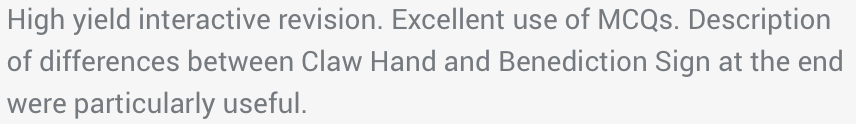 High yield interactive revision. Excellent use of MCQs. Description
of differences between Claw Hand and Benediction Sign at the end
were particularly useful.